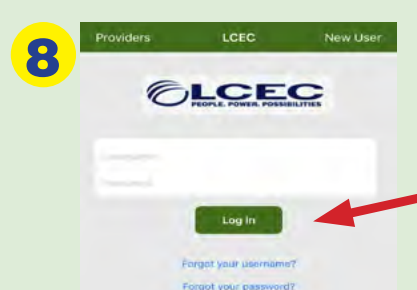 8
Providers LCEC New User
LCEC
PEOPLE. POWER. POSSIBILITIES
Log In
Forgot your username?
Forgot your password?